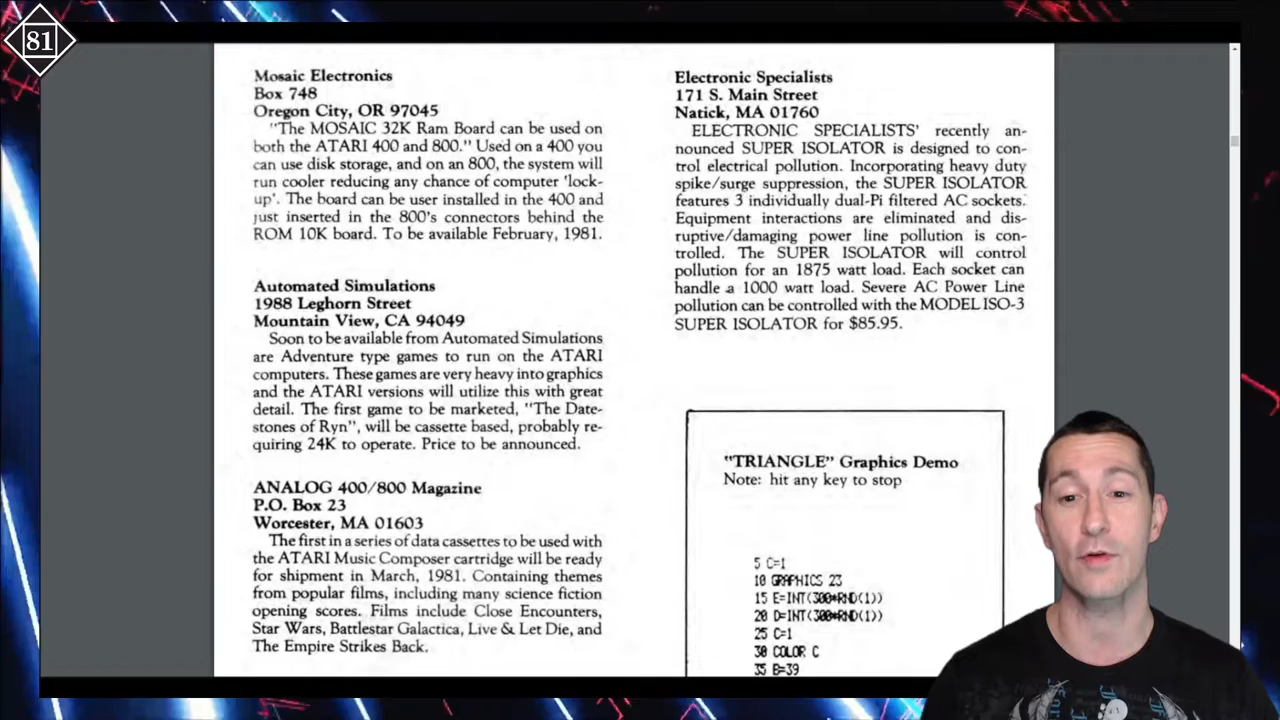 81
Mosaic Electronics
Box 748
Oregon City, OR 97045
"The MOSAIC 32K Ram Board can be used on
both the ATARI 400 and 800." Used on a 400 you
can use disk storage, and on an 800, the system will
run cooler reducing any chance of computer 'lock-
up'. The board can be user installed in the 400 and
just inserted in the 800's connectors behind the
ROM 10K board. To be available February, 1981.
Automated Simulations
1988 Leghorn Street
Mountain View, CA 94049
Soon to be available from Automated Simulations
are Adventure type games to run on the ATARI
computers. These games are very heavy into graphics
and the ATARI versions will utilize this with great
detail. The first game to be marketed, "The Date-
stones of Ryn", will be cassette based, probably re-
quiring 24K to operate. Price to be announced.
ANALOG 400/800 Magazine
P.O. Box 23
Worcester, MA 01603
The first in a series of data cassettes to be used with
the ATARI Music Composer cartridge will be ready
for shipment in March, 1981. Containing themes
from popular films, including many science fiction
opening scores. Films include Close Encounters,
Star Wars, Battlestar Galactica, Live & Let Die, and
The Empire Strikes Back.
Electronic Specialists
171 S. Main Street
Natick, MA 01760
ELECTRONIC SPECIALISTS' recently an-
nounced SUPER ISOLATOR is designed to con-
trol electrical pollution. Incorporating heavy duty
spike/surge suppression, the SUPER ISOLATOR
features 3 individually dual-Pi filtered AC sockets.
Equipment interactions are eliminated and dis-
ruptive/damaging power line pollution is con-
trolled. The SUPER ISOLATOR will control
pollution for an 1875 watt load. Each socket can
handle a 1000 watt load. Severe AC Power Line
pollution can be controlled with the MODEL ISO-3
SUPER ISOLATOR for $85.95.
"TRIANGLE" Graphics Demo
Note: hit any key to stop
5 C=1
10 GRAPHICS 23
15 E=INT(300*RND(1))
20 D=INT(300*RND(1))
25 C=1
30 COLOR C
35 B=39